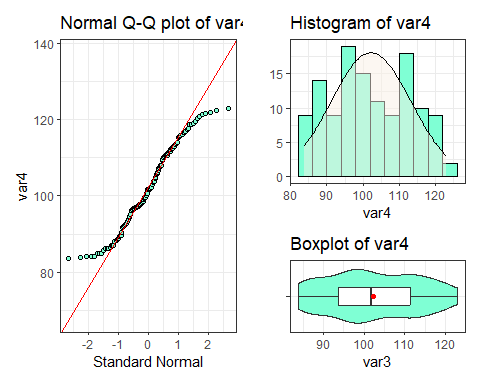 Normal Q-Q plot of var4
140
120
100
80
var4
-2 -1 0 1 2
Standard Normal
Histogram of var4
15
10
5
0
80 90 100 110 120
var4
Boxplot of var4
90 100 110 120
var3